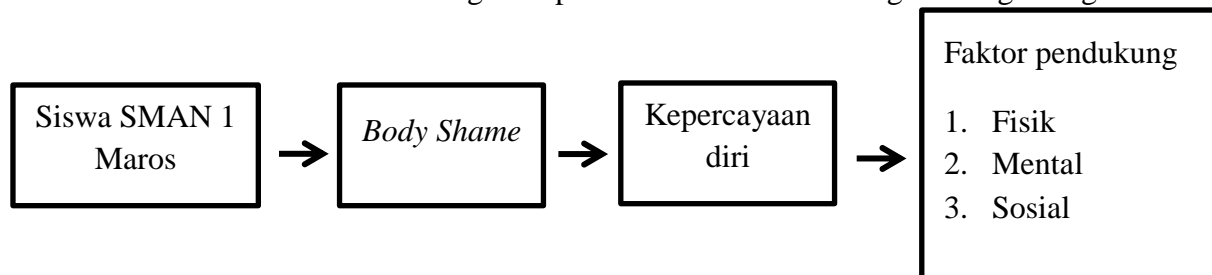 Siswa SMAN 1
Maros
Body Shame
Kepercayaan
diri
Faktor pendukung
1. Fisik
2. Mental
3. Sosial